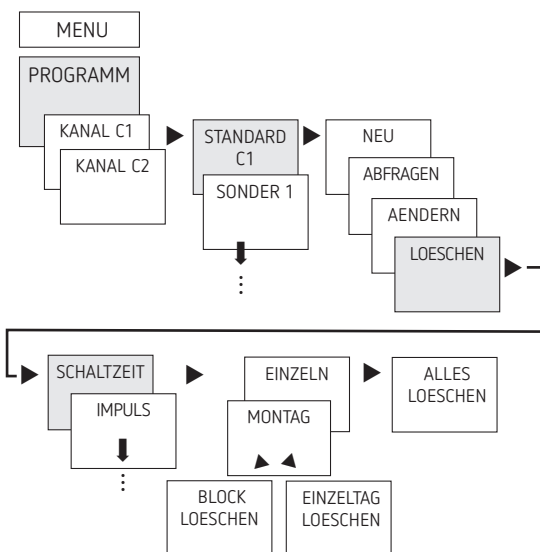 MENU
PROGRAMM
KANAL C1
KANAL C2
STANDARD
C1
SONDER 1
NEU
ABFRAGEN
AENDERN
LOESCHEN
SCHALTZEIT
IMPULS
EINZELN
MONTAG
ALLES
LOESCHEN
BLOCK
LOESCHEN
EINZELTAG
LOESCHEN